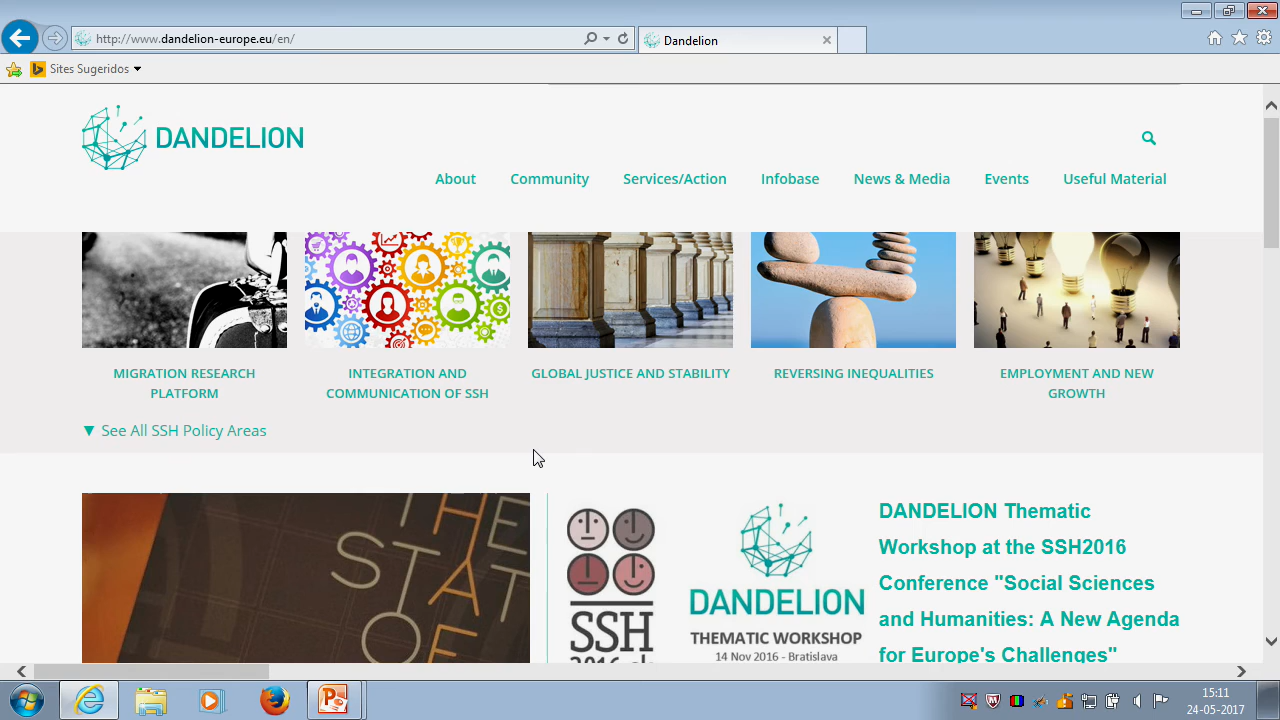 http://www.dandelion-europe.eu/en/
Dandelion
Sites Sugeridos
DANDELION
About
Community
Services/Action
Infobase
News & Media
Events
Useful Material
MIGRATION RESEARCH
PLATFORM
INTEGRATION AND
COMMUNICATION OF SSH
GLOBAL JUSTICE AND STABILITY
REVERSING INEQUALITIES
EMPLOYMENT AND NEW
GROWTH
▼ See All SSH Policy Areas
THE
STATE
OF
SSH
DANDELION
THEMATIC WORKSHOP
14 Nov 2016 - Bratislava
DANDELION Thematic
Workshop at the SSH2016
Conference "Social Sciences
and Humanities: A New Agenda
for Europe's Challenges"
15:11
24-05-2017